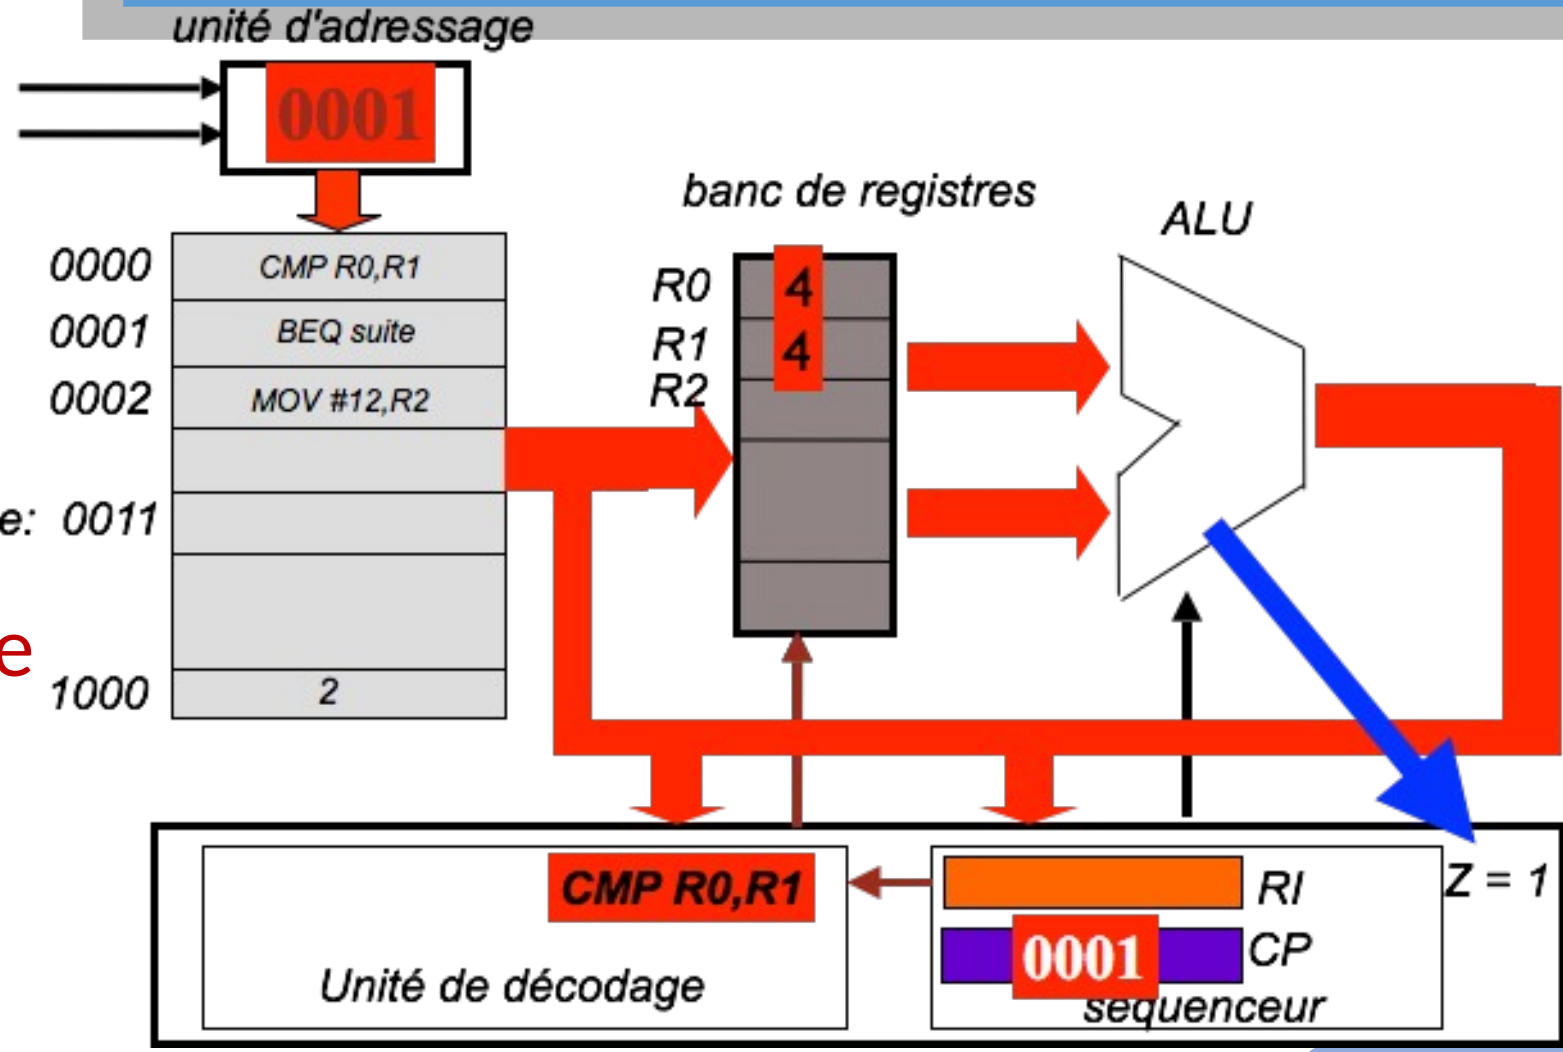 unité d'adressage
0001
banc de registres
ALU
0000 CMP R0,R1
0001 BEQ suite
0002 MOV #12,R2
e: 0011
e
1000 2
R0 4
R1 4
R2
CMP R0,R1
Unité de décodage
RI
Z = 1
0001 CP
séquenceur